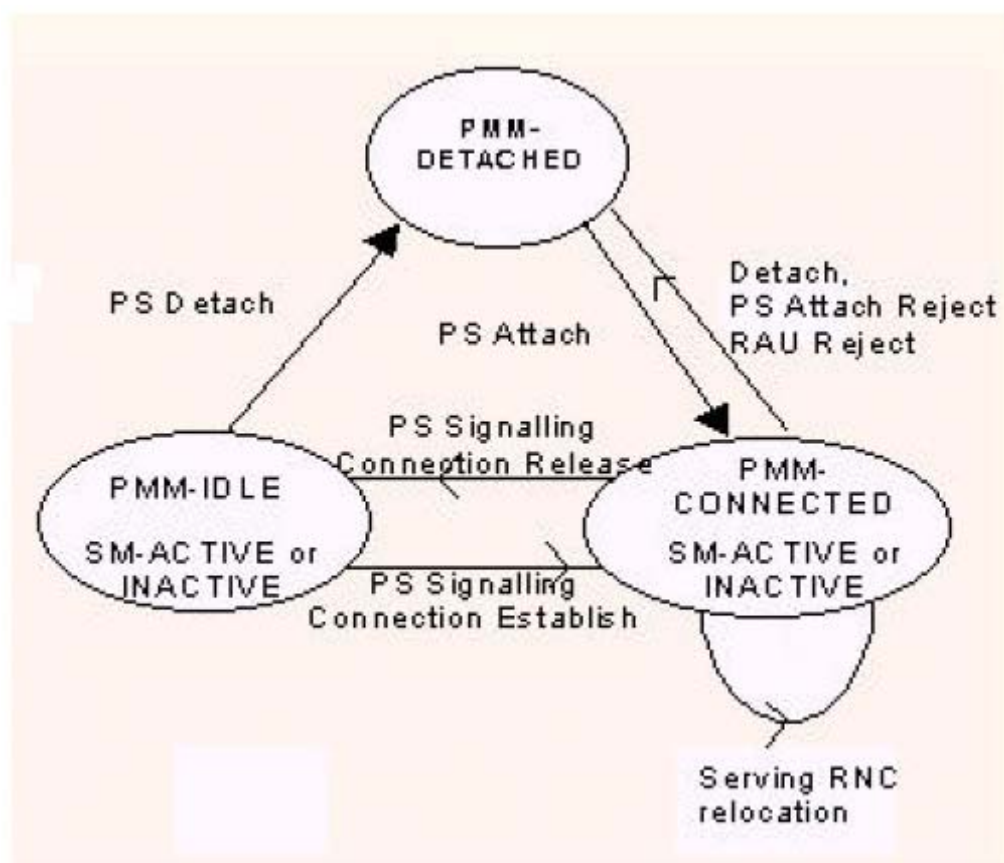 PMM-
DETACHED
PS Detach
PS Attach
Detach,
PS Attach Reject
RAU Reject
PS Signalling
Connection Release
PMM-IDLE
SM-ACTIVE or
INACTIVE
PMM-
CONNECTED
SM-ACTIVE or
INACTIVE
PS Signalling
Connection Establish
Serving RNC
relocation